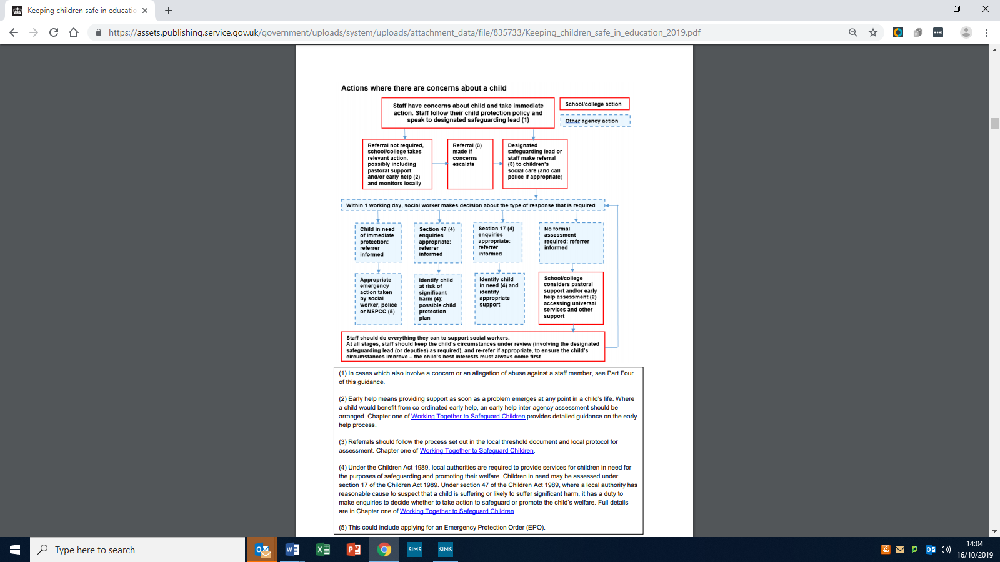 Keeping children safe in educatio
https://assets.publishing.service.gov.uk/government/uploads/system/uploads/attachment_data/file/835733/Keeping_children_safe_in_education_2019.pdf
Actions where there are concerns about a child
Staff have concerns about child and take immediate
action. Staff follow their child protection policy and
speak to designated safeguarding lead (1)
School/college action
Other agency action
Referral not required,
school/college takes
relevant action,
possibly including
pastoral support
and/or early help (2)
and monitors locally
Referral (3)
made if
concerns
escalate
Designated
safeguarding lead or
staff make referral
(3) to children's
social care (and call
police if appropriate)
Within 1 working day, social worker makes decision about the type of response that is required
Child in need
of immediate
protection:
referrer
informed
Section 47 (4)
enquiries
appropriate:
referrer
informed
Section 17 (4)
enquiries
appropriate:
referrer
informed
No formal
assessment
required: referrer
informed
Appropriate
emergency
action taken
by social
worker, police
or NSPCC (5)
Identify child
at risk of
significant
harm (4):
possible child
protection
plan
Identify child
in need (4) and
identify
appropriate
support
School/college
considers pastoral
support and/or early
help assessment (2)
accessing universal
services and other
support
Staff should do everything they can to support social workers.
At all stages, staff should keep the child's circumstances under review (involving the designated
safeguarding lead (or deputies) as required), and re-refer if appropriate, to ensure the child's
circumstances improve – the child's best interests must always come first
(1) In cases which also involve a concern or an allegation of abuse against a staff member, see Part Four
of this guidance.
(2) Early help means providing support as soon as a problem emerges at any point in a child's life. Where
a child would benefit from co-ordinated early help, an early help inter-agency assessment should be
arranged. Chapter one of Working Together to Safeguard Children provides detailed guidance on the early
help process.
(3) Referrals should follow the process set out in the local threshold document and local protocol for
assessment. Chapter one of Working Together to Safeguard Children.
(4) Under the Children Act 1989, local authorities are required to provide services for children in need for
the purposes of safeguarding and promoting their welfare. Children in need may be assessed under
section 17 of the Children Act 1989. Under section 47 of the Children Act 1989, where a local authority has
reasonable cause to suspect that a child is suffering or likely to suffer significant harm, it has a duty to
make enquiries to decide whether to take action to safeguard or promote the child's welfare. Full details
are in Chapter one of Working Together to Safeguard Children.
(5) This could include applying for an Emergency Protection Order (EPO).
Type here to search
SIMS
SIMS
14:04
16/10/2019